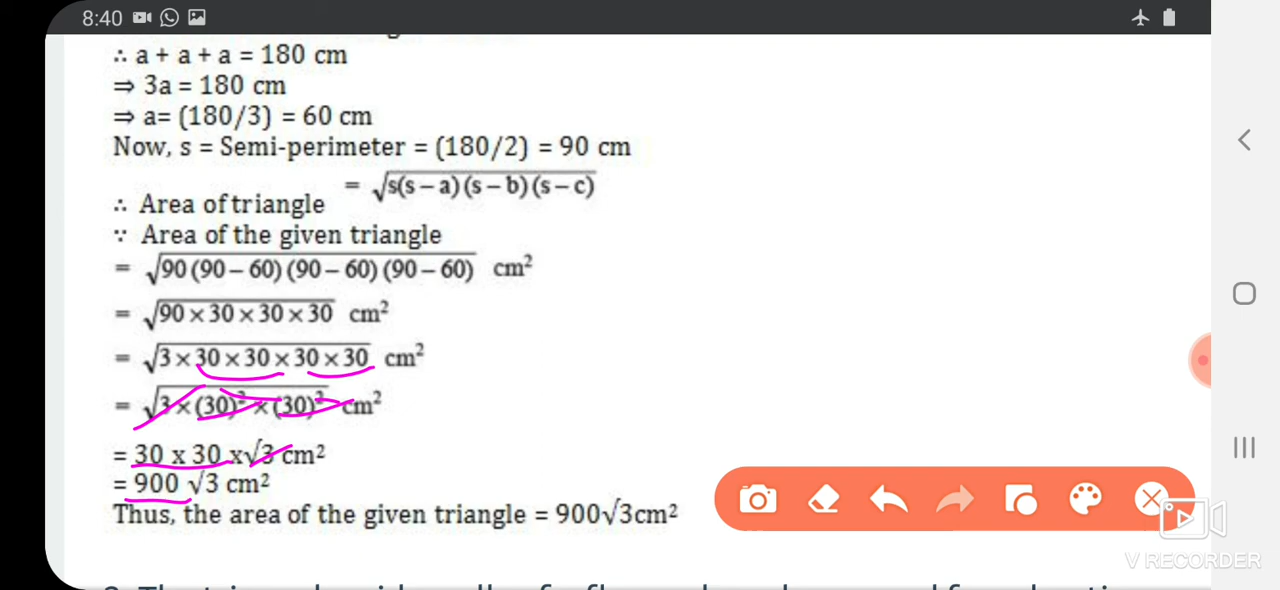 8:40
∴ a + a + a = 180 cm
⇒ 3a = 180 cm
⇒ a= (180/3) = 60 cm
Now, s = Semi-perimeter = (180/2) = 90 cm
∴ Area of triangle = √s(s – a) (s – b) (s – c)
∵ Area of the given triangle
= √90 (90 – 60) (90 – 60) (90 – 60) cm²
= √90 × 30 × 30 × 30 cm²
= √3 × 30 × 30 × 30 × 30 cm²
= √3 × (30)² × (30)² cm²
= 30 x 30 x√3 cm²
= 900 √3 cm²
Thus, the area of the given triangle = 900√3cm²
V RECORDER